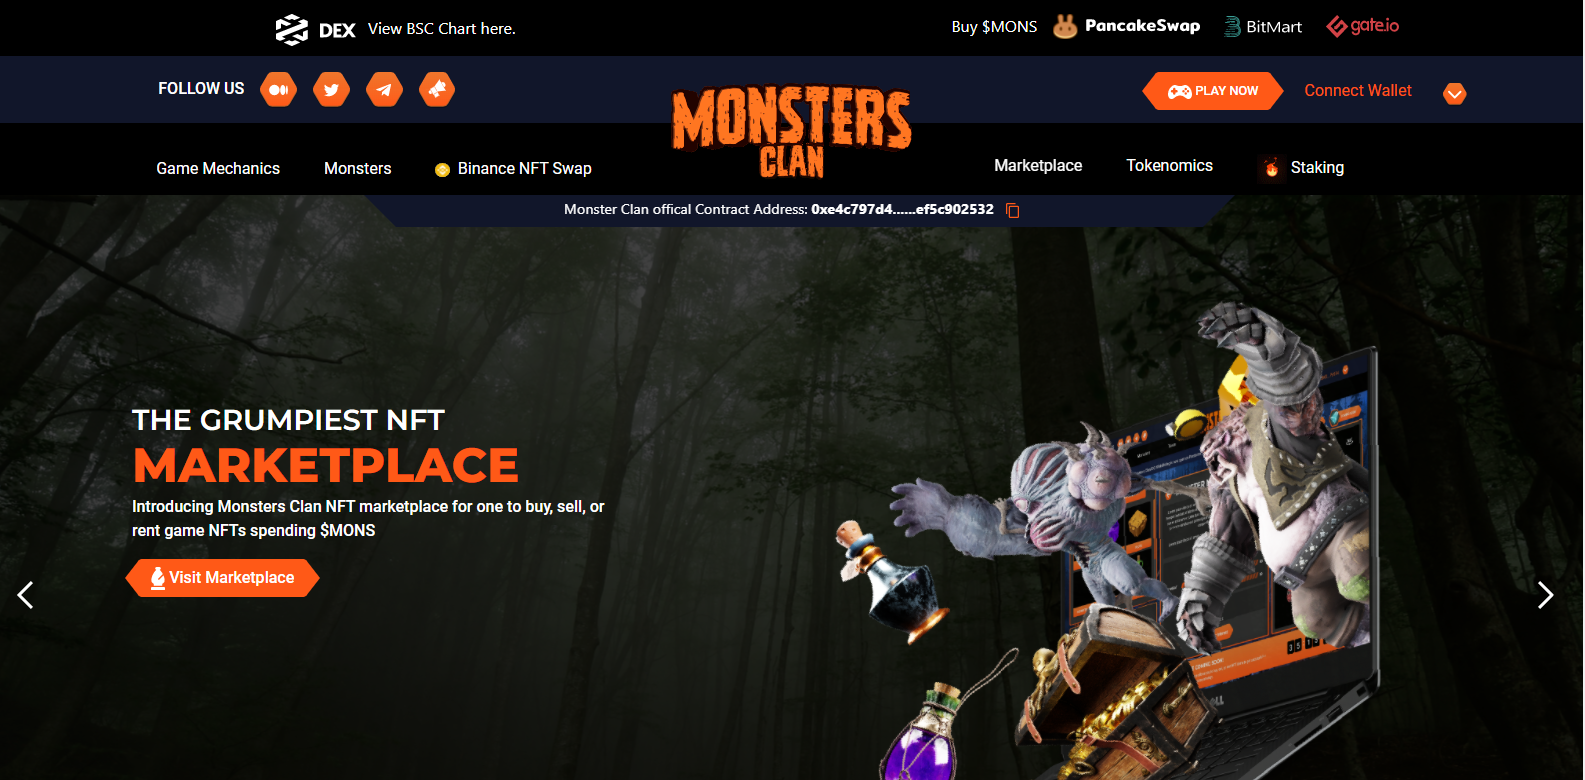 DEX View BSC Chart here.
Buy $MONS PancakeSwap BitMart gate.io
FOLLOW US
MONSTERS
CLAN
PLAY NOW
Connect Wallet
Game Mechanics Monsters Binance NFT Swap
Marketplace Tokenomics Staking
Monster Clan offical Contract Address: 0xe4c797d4......ef5c902532
THE GRUMPIEST NFT
MARKETPLACE
Introducing Monsters Clan NFT marketplace for one to buy, sell, or
rent game NFTs spending $MONS
Visit Marketplace